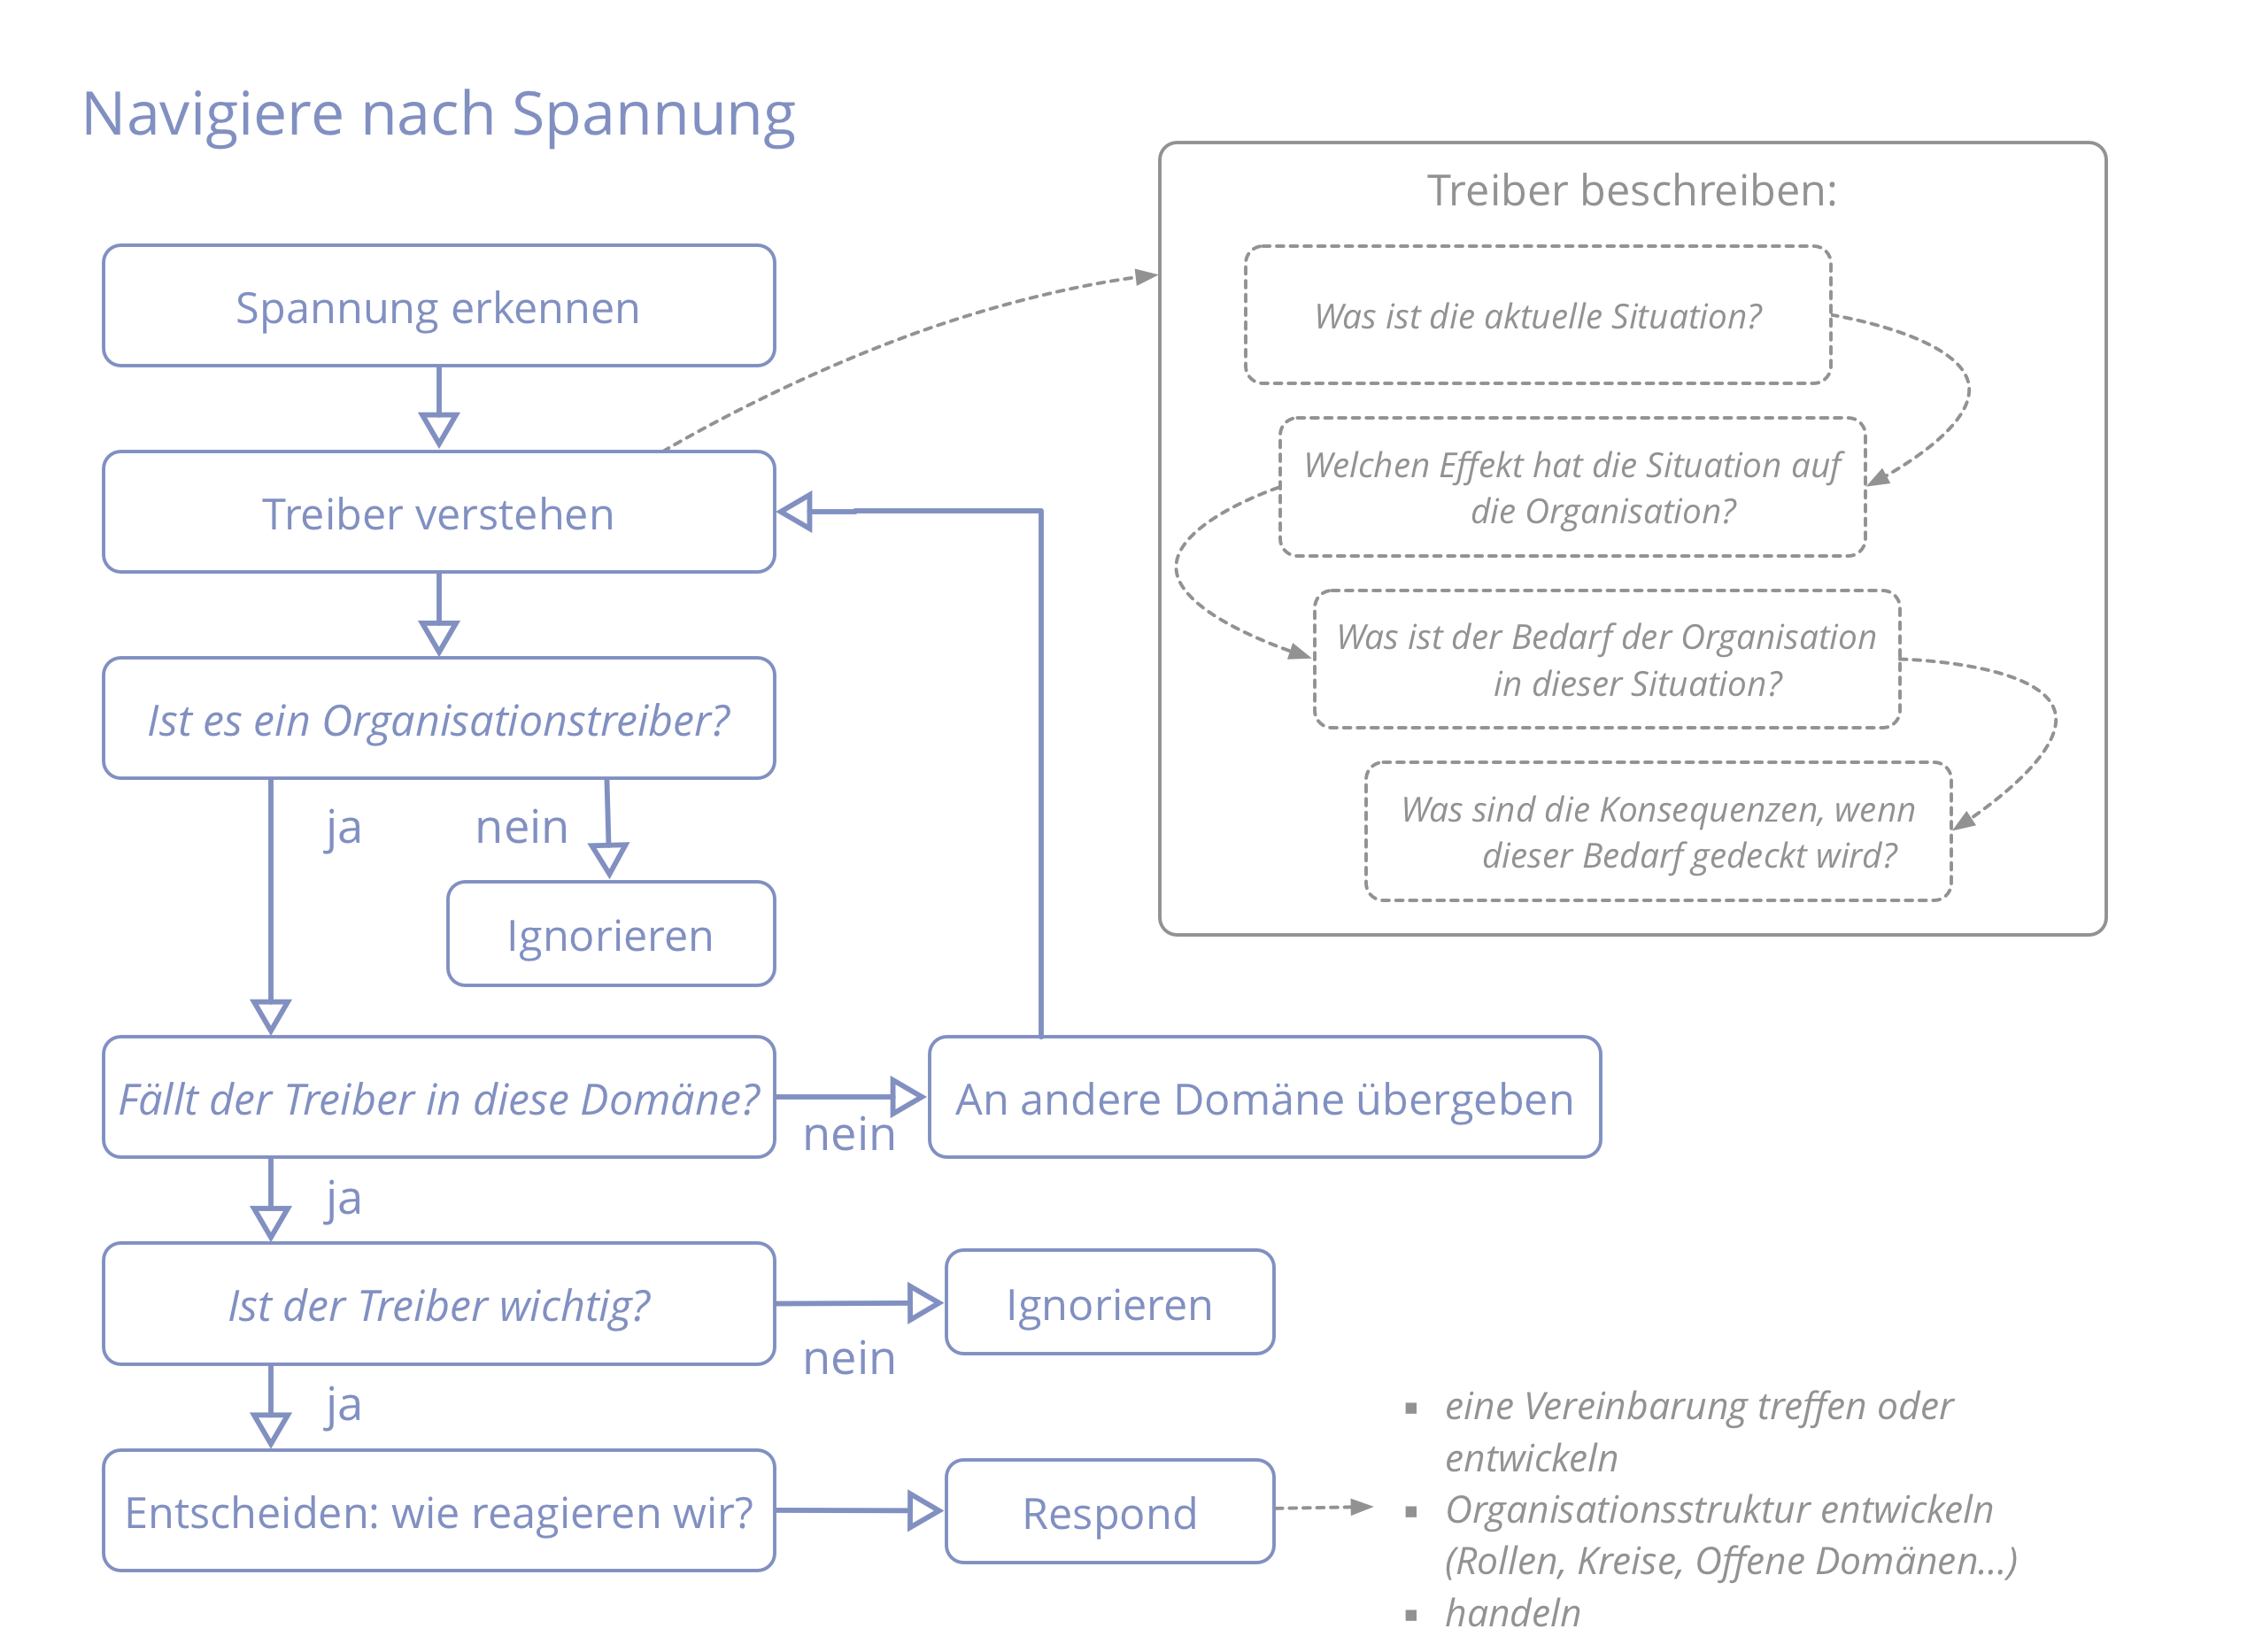 Navigiere nach Spannung
Spannung erkennen
Treiber verstehen
Ist es ein Organisationstreiber?
ja
nein
Ignorieren
Fällt der Treiber in diese Domäne?
nein
An andere Domäne übergeben
ja
Ist der Treiber wichtig?
nein
Ignorieren
ja
Entscheiden: wie reagieren wir?
Respond
Treiber beschreiben:
Was ist die aktuelle Situation?
Welchen Effekt hat die Situation auf
die Organisation?
Was ist der Bedarf der Organisation
in dieser Situation?
Was sind die Konsequenzen, wenn
dieser Bedarf gedeckt wird?
▪ eine Vereinbarung treffen oder
entwickeln
▪ Organisationsstruktur entwickeln
(Rollen, Kreise, Offene Domänen...)
▪ handeln